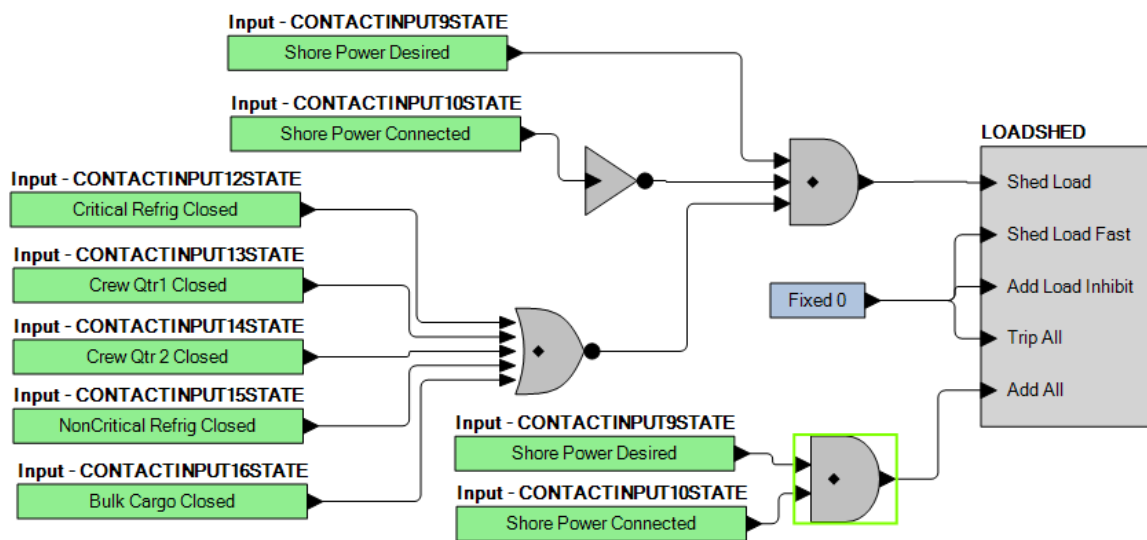 Input - CONTACTINPUT9STATE
Shore Power Desired
Input - CONTACTINPUT10STATE
Shore Power Connected
Input - CONTACTINPUT12STATE
Critical Refrig Closed
Input - CONTACTINPUT13STATE
Crew Qtr1 Closed
Input - CONTACTINPUT14STATE
Crew Qtr 2 Closed
Input - CONTACTINPUT15STATE
NonCritical Refrig Closed
Input - CONTACTINPUT16STATE
Bulk Cargo Closed
Fixed 0
Input - CONTACTINPUT9STATE
Shore Power Desired
Input - CONTACTINPUT10STATE
Shore Power Connected
LOADSHED
Shed Load
Shed Load Fast
Add Load Inhibit
Trip All
Add All